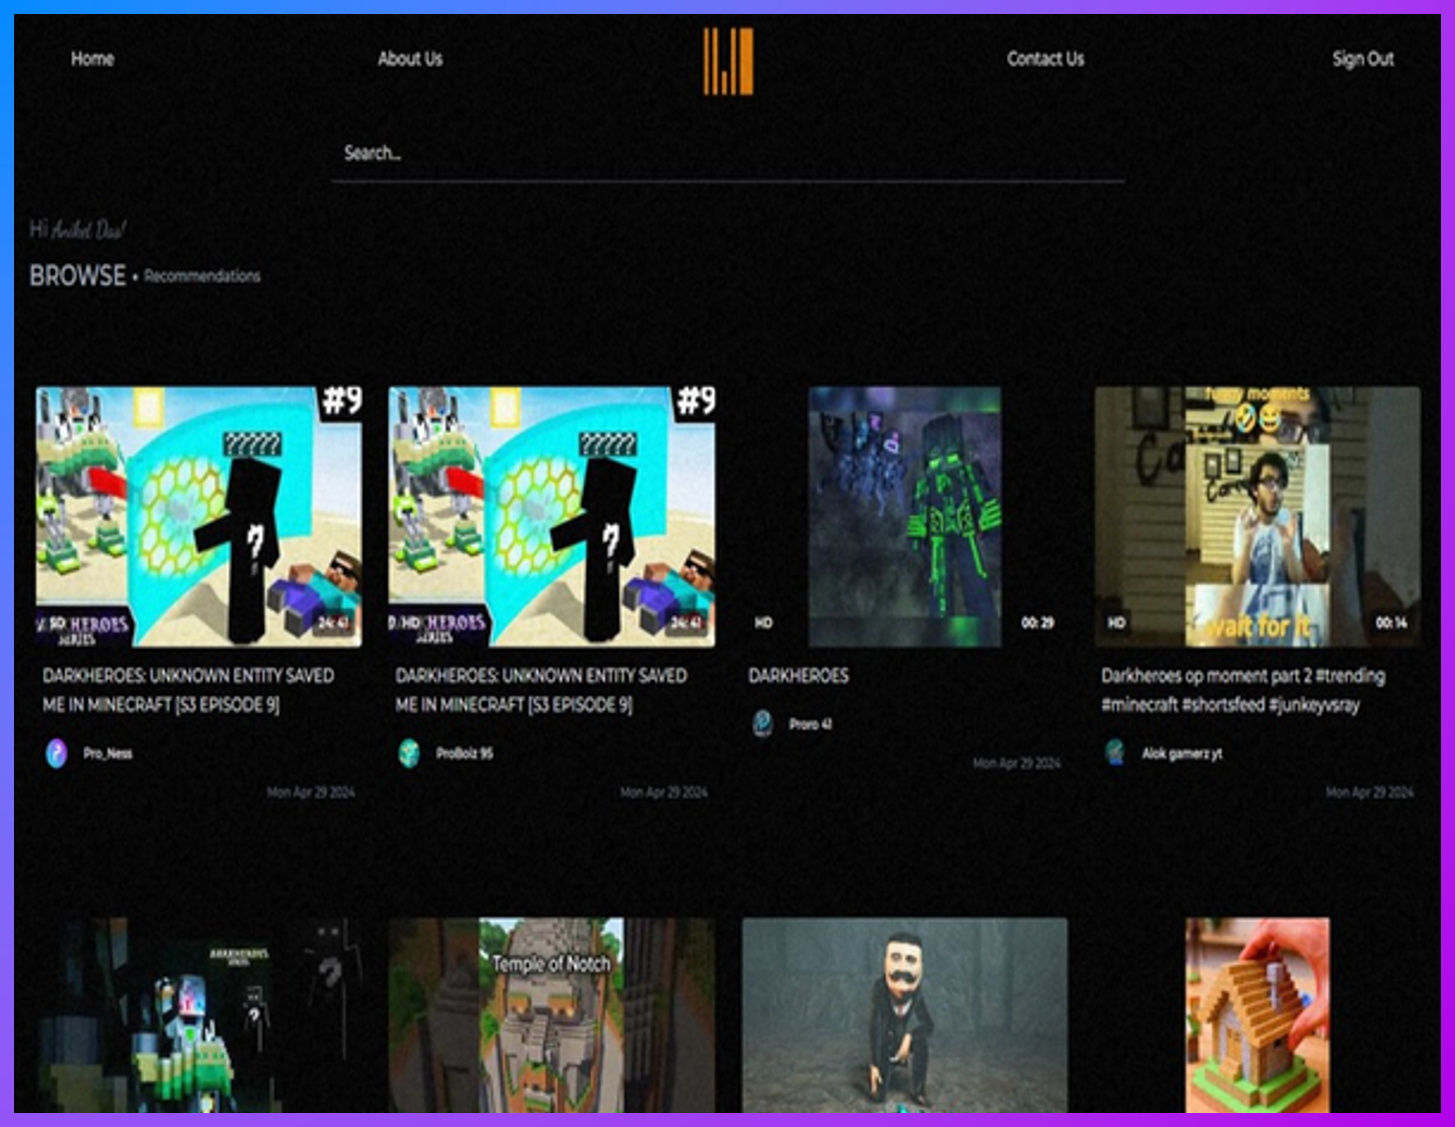 Home
About Us
Contact Us
Sign Out
Search...
Hi Aniket Das!
BROWSE • Recommendations
#9
?????
?
SD
HEROES
SERIES
24:41
DARKHEROES: UNKNOWN ENTITY SAVED
ME IN MINECRAFT [S3 EPISODE 9]
Pro_Ness
Mon Apr 29 2024
#9
?????
?
HD
HEROES
SERIES
24:41
DARKHEROES: UNKNOWN ENTITY SAVED
ME IN MINECRAFT [S3 EPISODE 9]
ProBoiz 95
Mon Apr 29 2024
HD
00:29
DARKHEROES
Proro 41
Mon Apr 29 2024
funny moments
HD
wait for it
00:14
Darkheroes op moment part 2 #trending
#minecraft #shortsfeed #junkeyvsray
Alok gamerz yt
Mon Apr 29 2024
?
?
Temple of Notch